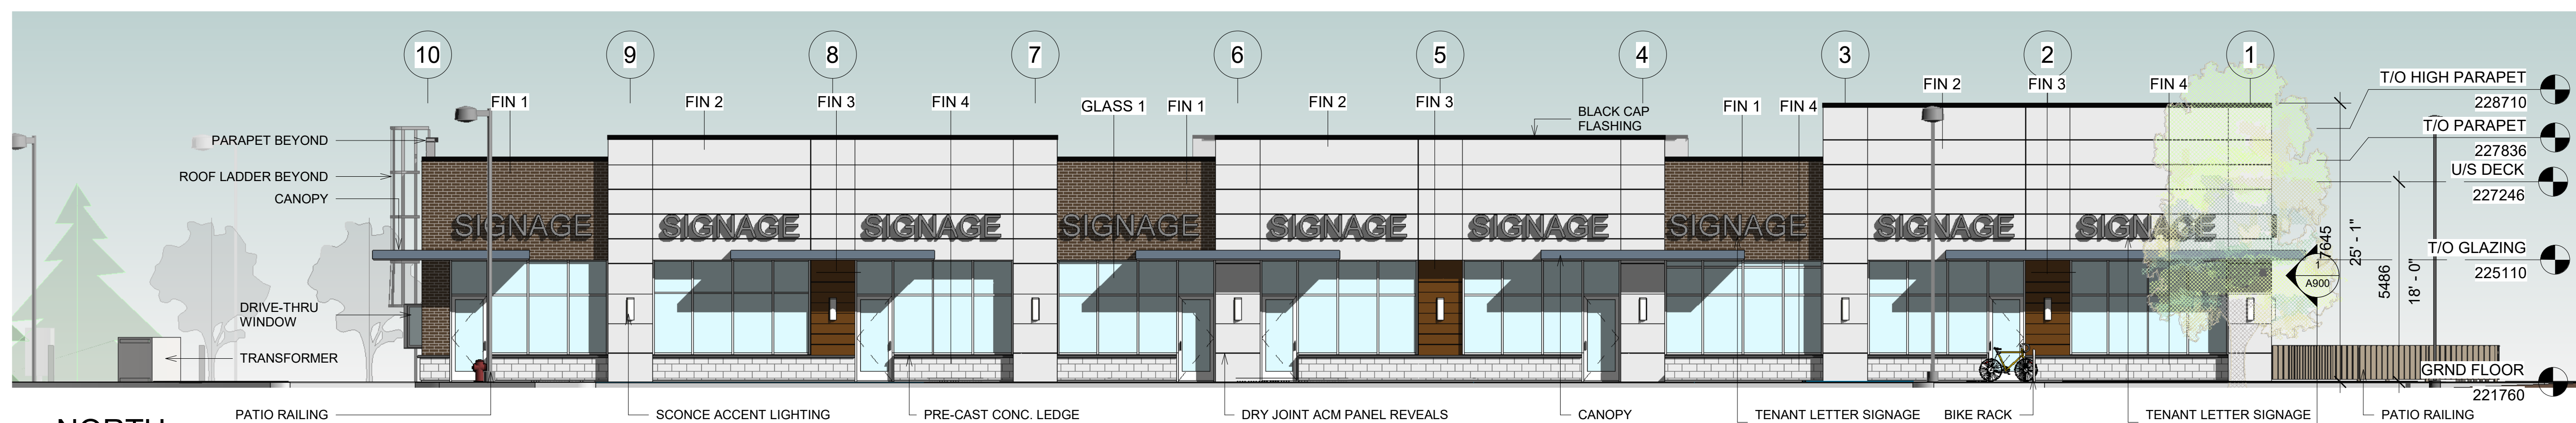 10 9 8 7 6 5 4 3 2 1
T/O HIGH PARAPET
228710
FIN 1 FIN 2 FIN 3 FIN 4 GLASS 1 FIN 1 FIN 2 FIN 3 FIN 1 FIN 4 FIN 2 FIN 3 FIN 4
BLACK CAP
FLASHING
T/O PARAPET
227836
PARAPET BEYOND
U/S DECK
227246
ROOF LADDER BEYOND
CANOPY
SIGNAGE SIGNAGE SIGNAGE SIGNAGE SIGNAGE SIGNAGE SIGNAGE SIGNAGE SIGNAGE
T/O GLAZING
225110
7645
25' - 1"
5486
18' - 0"
1
A900
DRIVE-THRU
WINDOW
TRANSFORMER
GRND FLOOR
221760
PATIO RAILING SCONCE ACCENT LIGHTING PRE-CAST CONC. LEDGE DRY JOINT ACM PANEL REVEALS CANOPY TENANT LETTER SIGNAGE BIKE RACK TENANT LETTER SIGNAGE PATIO RAILING
NORTH